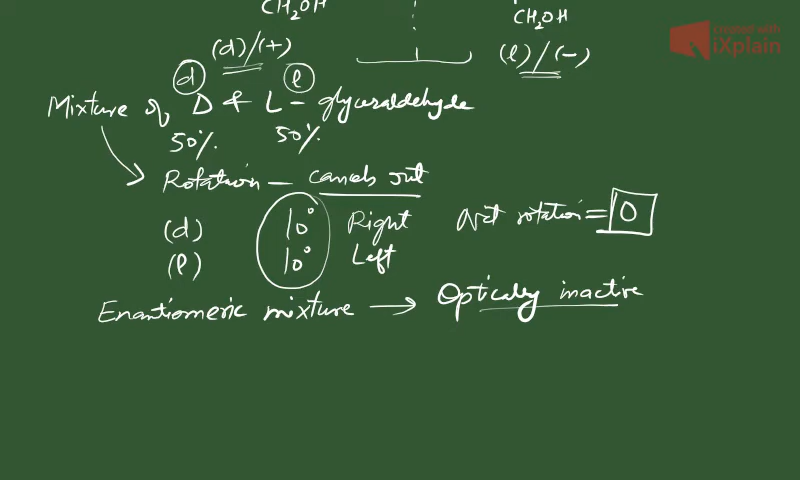 CH2OH
CH2OH
created with
iXplain
(d)/(+)
(l)/(-)
d l
Mixture of D & L - glyceraldehyde
50% 50%
Rotation - cancels out
(d) 10° Right
Net rotation = 0
(l) 10° Left
Enantiomeric mixture → Optically inactive